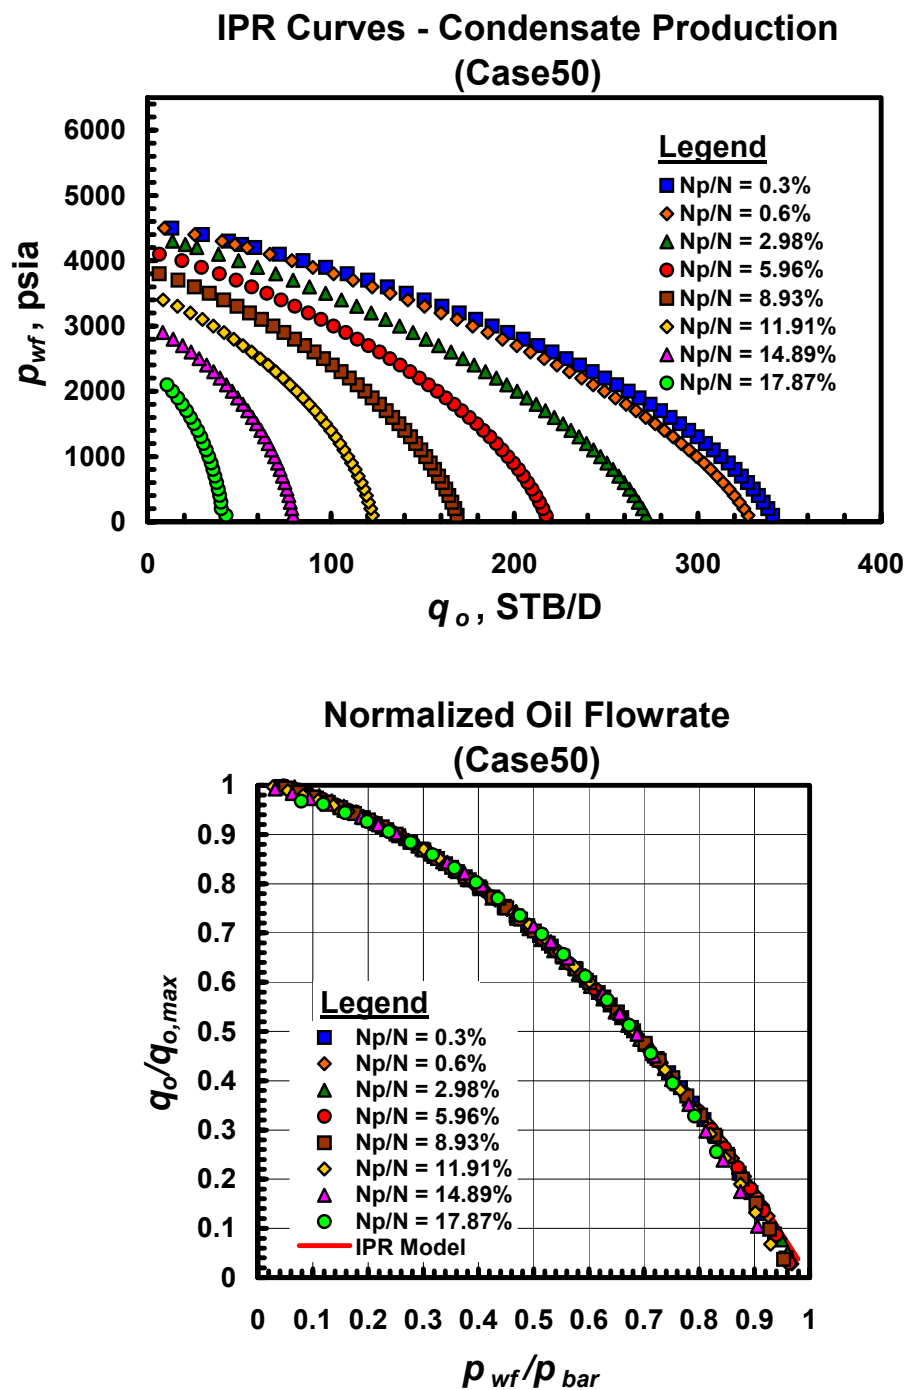 IPR Curves - Condensate Production
(Case50)
6000
5000
4000
3000
2000
1000
0
p wf , psia
Legend
Np/N = 0.3%
Np/N = 0.6%
Np/N = 2.98%
Np/N = 5.96%
Np/N = 8.93%
Np/N = 11.91%
Np/N = 14.89%
Np/N = 17.87%
0 100 200 300 400
q o , STB/D
Normalized Oil Flowrate
(Case50)
1
0.9
0.8
0.7
0.6
0.5
0.4
0.3
0.2
0.1
0
q o /q o,max
Legend
Np/N = 0.3%
Np/N = 0.6%
Np/N = 2.98%
Np/N = 5.96%
Np/N = 8.93%
Np/N = 11.91%
Np/N = 14.89%
Np/N = 17.87%
IPR Model
0 0.1 0.2 0.3 0.4 0.5 0.6 0.7 0.8 0.9 1
p wf /p bar